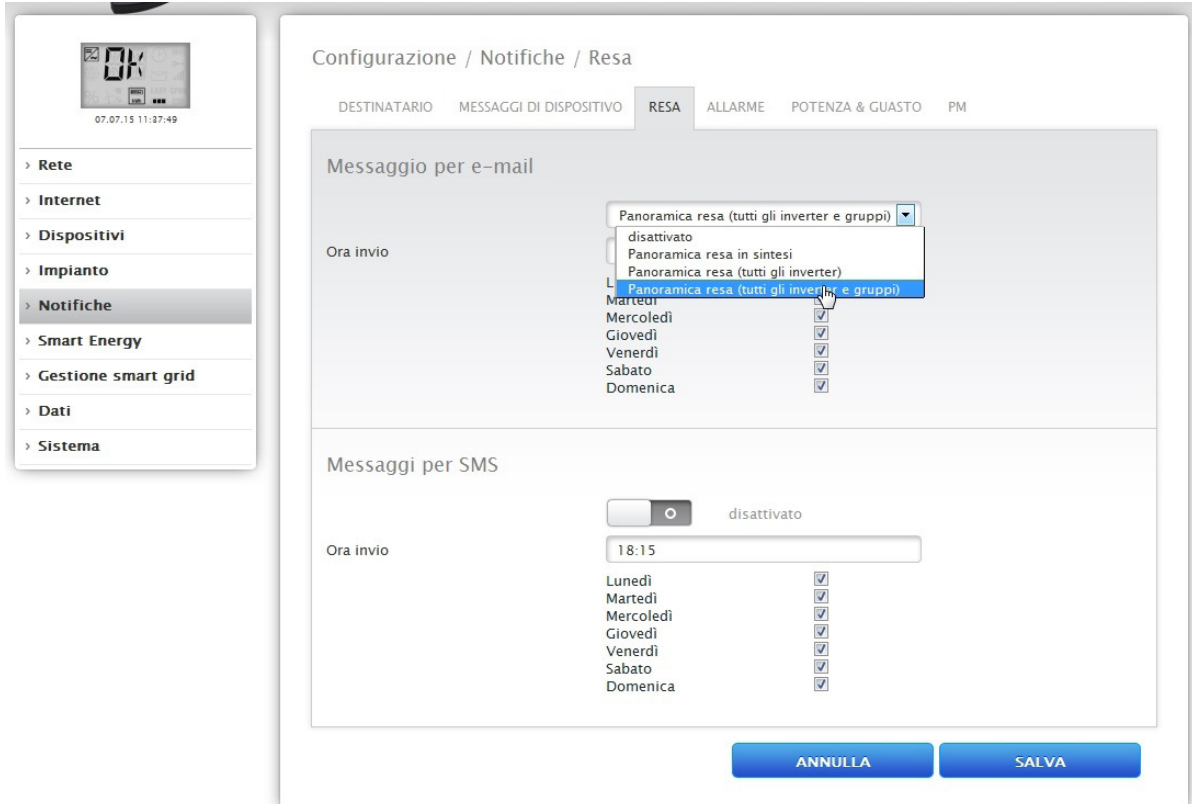 OK
07.07.15 11:27:49
› Rete
› Internet
› Dispositivi
› Impianto
› Notifiche
› Smart Energy
› Gestione smart grid
› Dati
› Sistema
Configurazione / Notifiche / Resa
DESTINATARIO MESSAGGI DI DISPOSITIVO RESA ALLARME POTENZA & GUASTO PM
Messaggio per e-mail
Panoramica resa (tutti gli inverter e gruppi)
disattivato
Panoramica resa in sintesi
Panoramica resa (tutti gli inverter)
Panoramica resa (tutti gli inverter e gruppi)
Ora invio
Martedì
Mercoledì
Giovedì
Venerdì
Sabato
Domenica
Messaggi per SMS
disattivato
Ora invio 18:15
Lunedì
Martedì
Mercoledì
Giovedì
Venerdì
Sabato
Domenica
ANNULLA SALVA